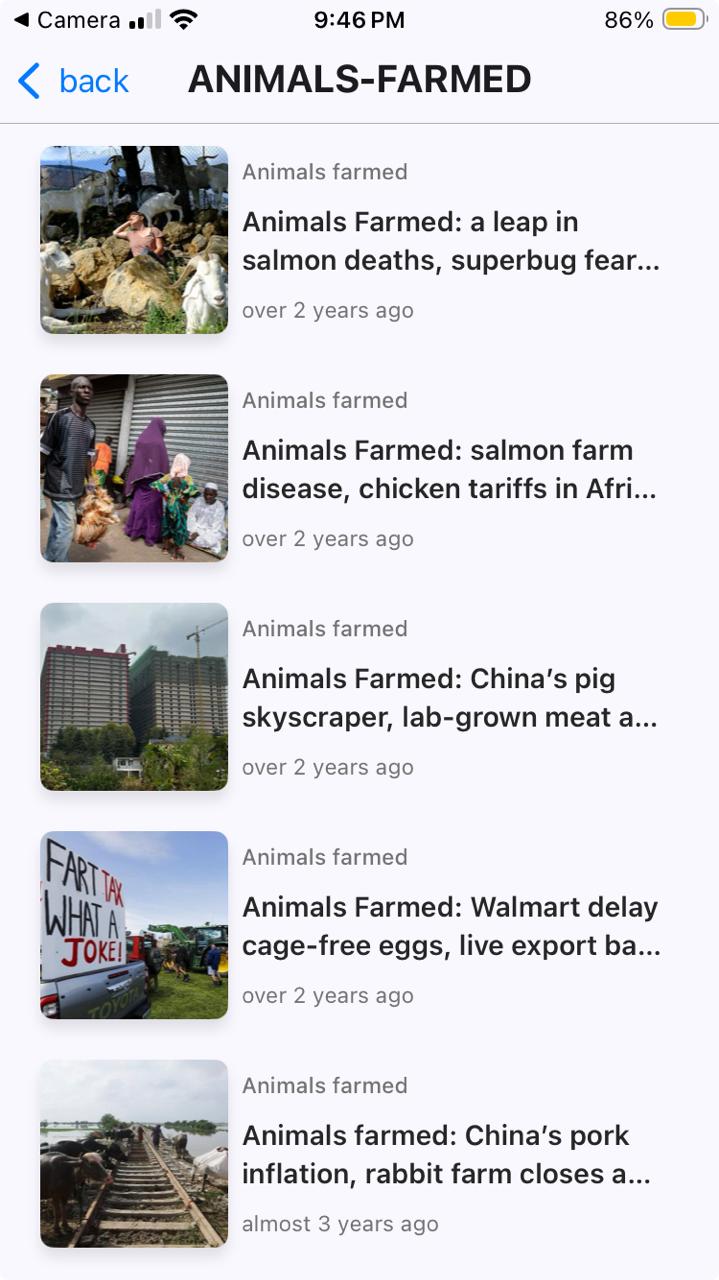 Camera
9:46 PM
86%
back
ANIMALS-FARMED
Animals farmed
Animals Farmed: a leap in
salmon deaths, superbug fear...
over 2 years ago
Animals farmed
Animals Farmed: salmon farm
disease, chicken tariffs in Afri...
over 2 years ago
Animals farmed
Animals Farmed: China’s pig
skyscraper, lab-grown meat a...
over 2 years ago
FART TAX
WHAT A
JOKE!
TOYOTA
Animals farmed
Animals Farmed: Walmart delay
cage-free eggs, live export ba...
over 2 years ago
Animals farmed
Animals farmed: China’s pork
inflation, rabbit farm closes a...
almost 3 years ago